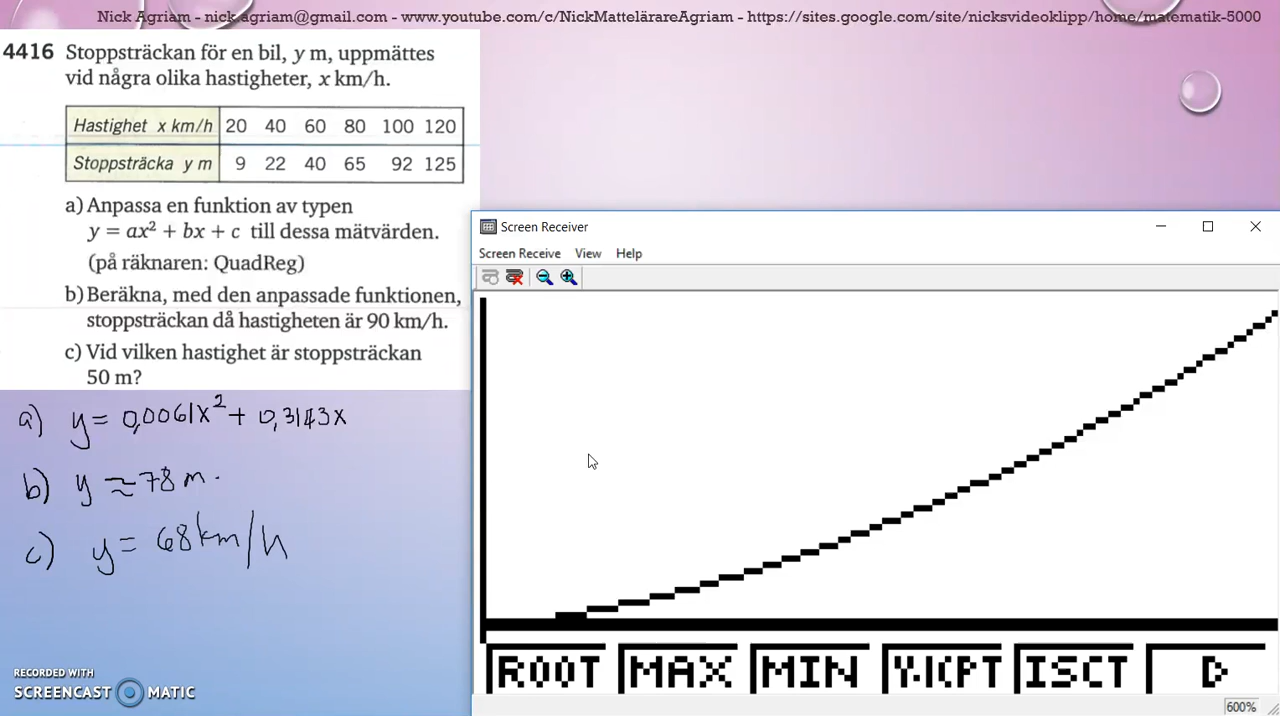 Nick Agriam - nick.agriam@gmail.com - www.youtube.com/c/NickMattelärareAgriam - https://sites.google.com/site/nicksvideoklipp/home/matematik-5000
4416 Stoppsträckan för en bil, y m, uppmättes
vid några olika hastigheter, x km/h.
Hastighet x km/h 20 40 60 80 100 120
Stoppsträcka y m 9 22 40 65 92 125
a) Anpassa en funktion av typen
y = ax² + bx + c till dessa mätvärden.
(på räknaren: QuadReg)
b) Beräkna, med den anpassade funktionen,
stoppsträckan då hastigheten är 90 km/h.
c) Vid vilken hastighet är stoppsträckan
50 m?
a) y = 0,0061x² + 0,3143x
b) y ≈ 78 m.
c) y = 68 km/h
Screen Receiver
Screen Receive View Help
ROOT MAX MIN Y-ICPT ISCT
600%
RECORDED WITH
SCREENCAST MATIC